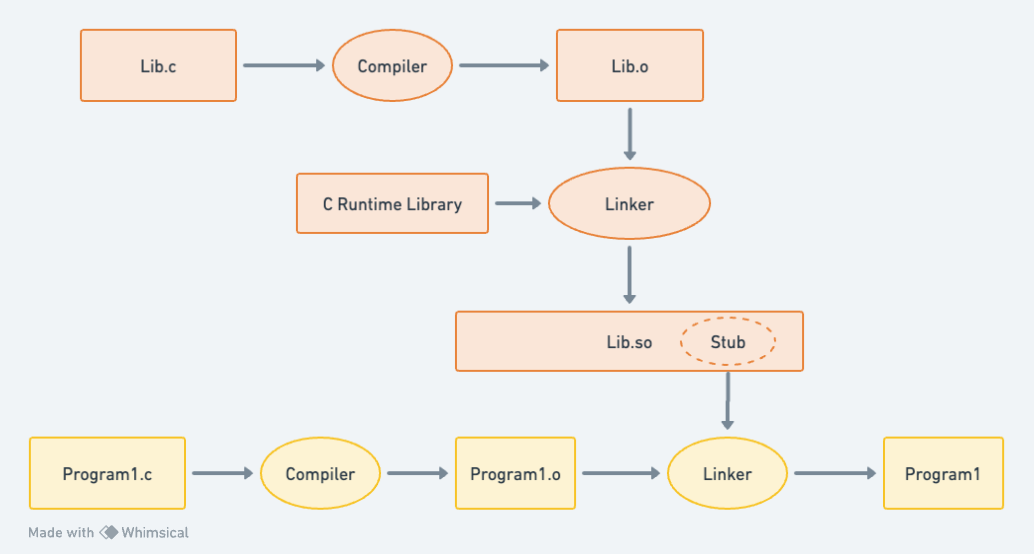 Lib.c
Compiler
Lib.o
C Runtime Library
Linker
Lib.so
Stub
Program1.c
Compiler
Program1.o
Linker
Program1
Made with Whimsical